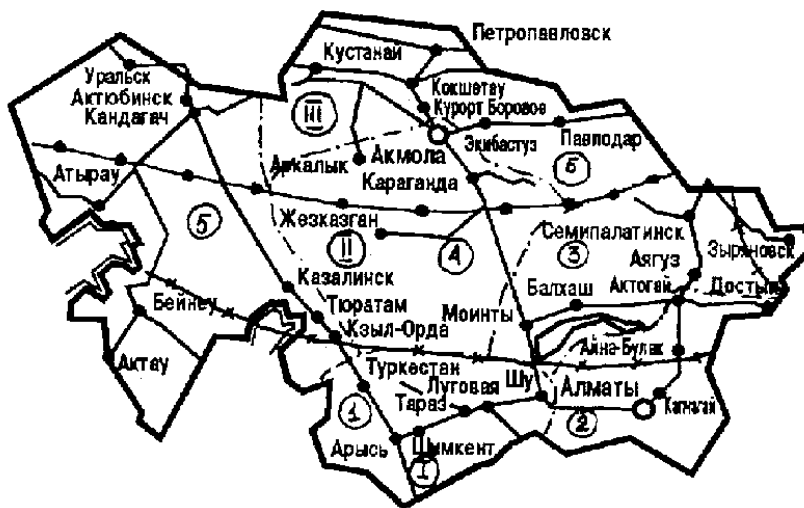 Петропавловск
Кустанай
Уральск
Актюбинск
Кандагач
Кокшетау
Курорт Боровое
III
Экибастуз
Павлодар
Аркалык
Акмола
6
Атырау
Караганда
5
Жезказган
II
4
Семипалатинск
3
Зыряновск
Аягуз
Казалинск
Балхаш
Актогай
Достык
Бейнеу
Тюратам
Моинты
Кзыл-Орда
Айна-Булак
Актау
Туркестан
Луговая
Шу
Алматы
Тараз
1
Капчагай
2
Арысь
Шымкент
I